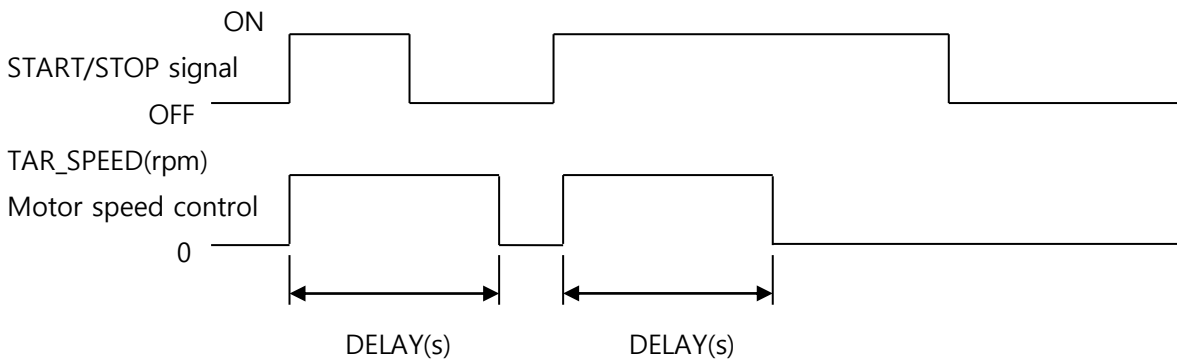 ON
START/STOP signal
OFF
TAR_SPEED(rpm)
Motor speed control
0
DELAY(s) DELAY(s)